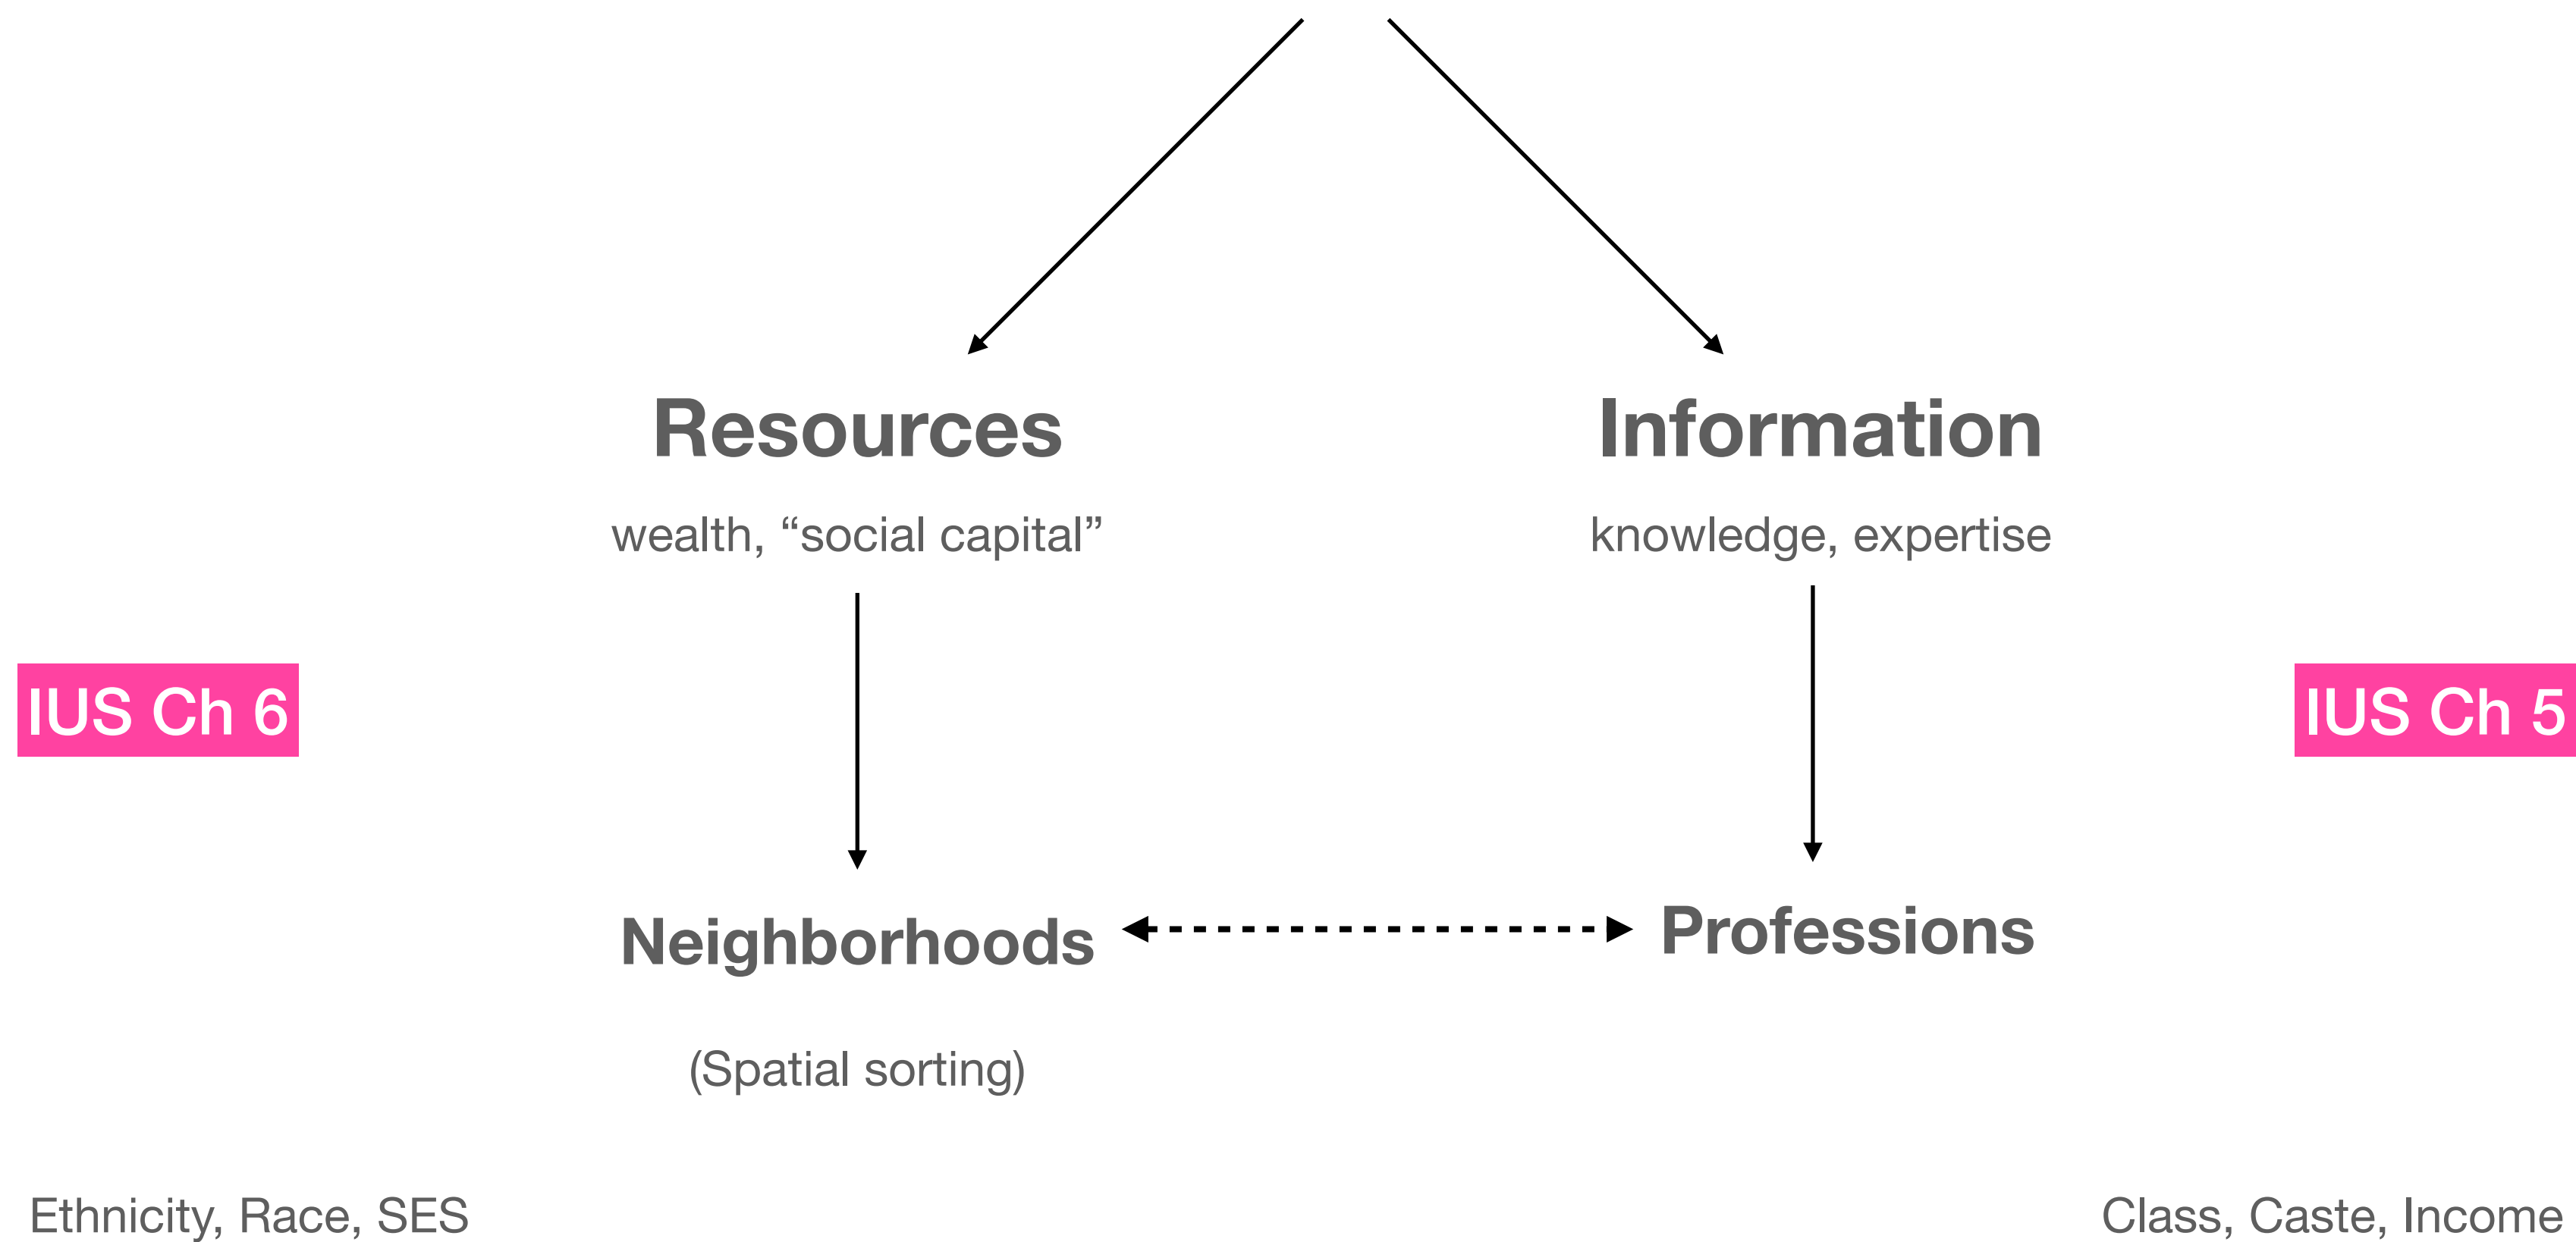 Resources
Information
wealth, “social capital”
knowledge, expertise
IUS Ch 6
IUS Ch 5
Neighborhoods
Professions
(Spatial sorting)
Ethnicity, Race, SES
Class, Caste, Income